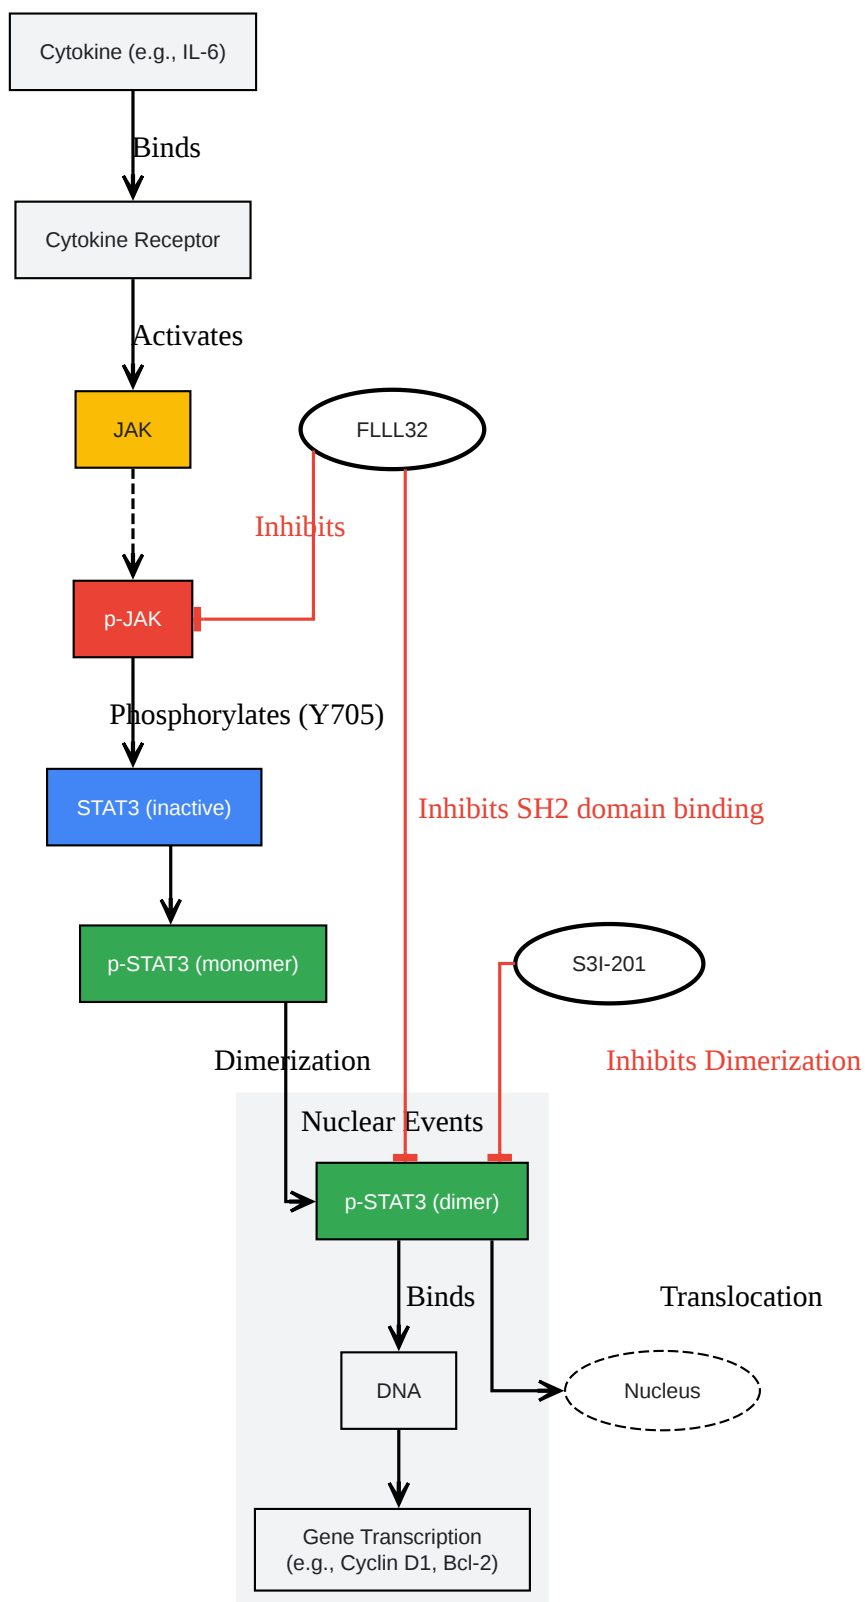 Cytokine (e.g., IL-6)
Binds
Cytokine Receptor
Activates
JAK
FLLL32
Inhibits
p-JAK
Phosphorylates (Y705)
STAT3 (inactive)
Inhibits SH2 domain binding
p-STAT3 (monomer)
S3I-201
Dimerization
Inhibits Dimerization
Nuclear Events
p-STAT3 (dimer)
Binds
Translocation
DNA
Nucleus
Gene Transcription
(e.g., Cyclin D1, Bcl-2)